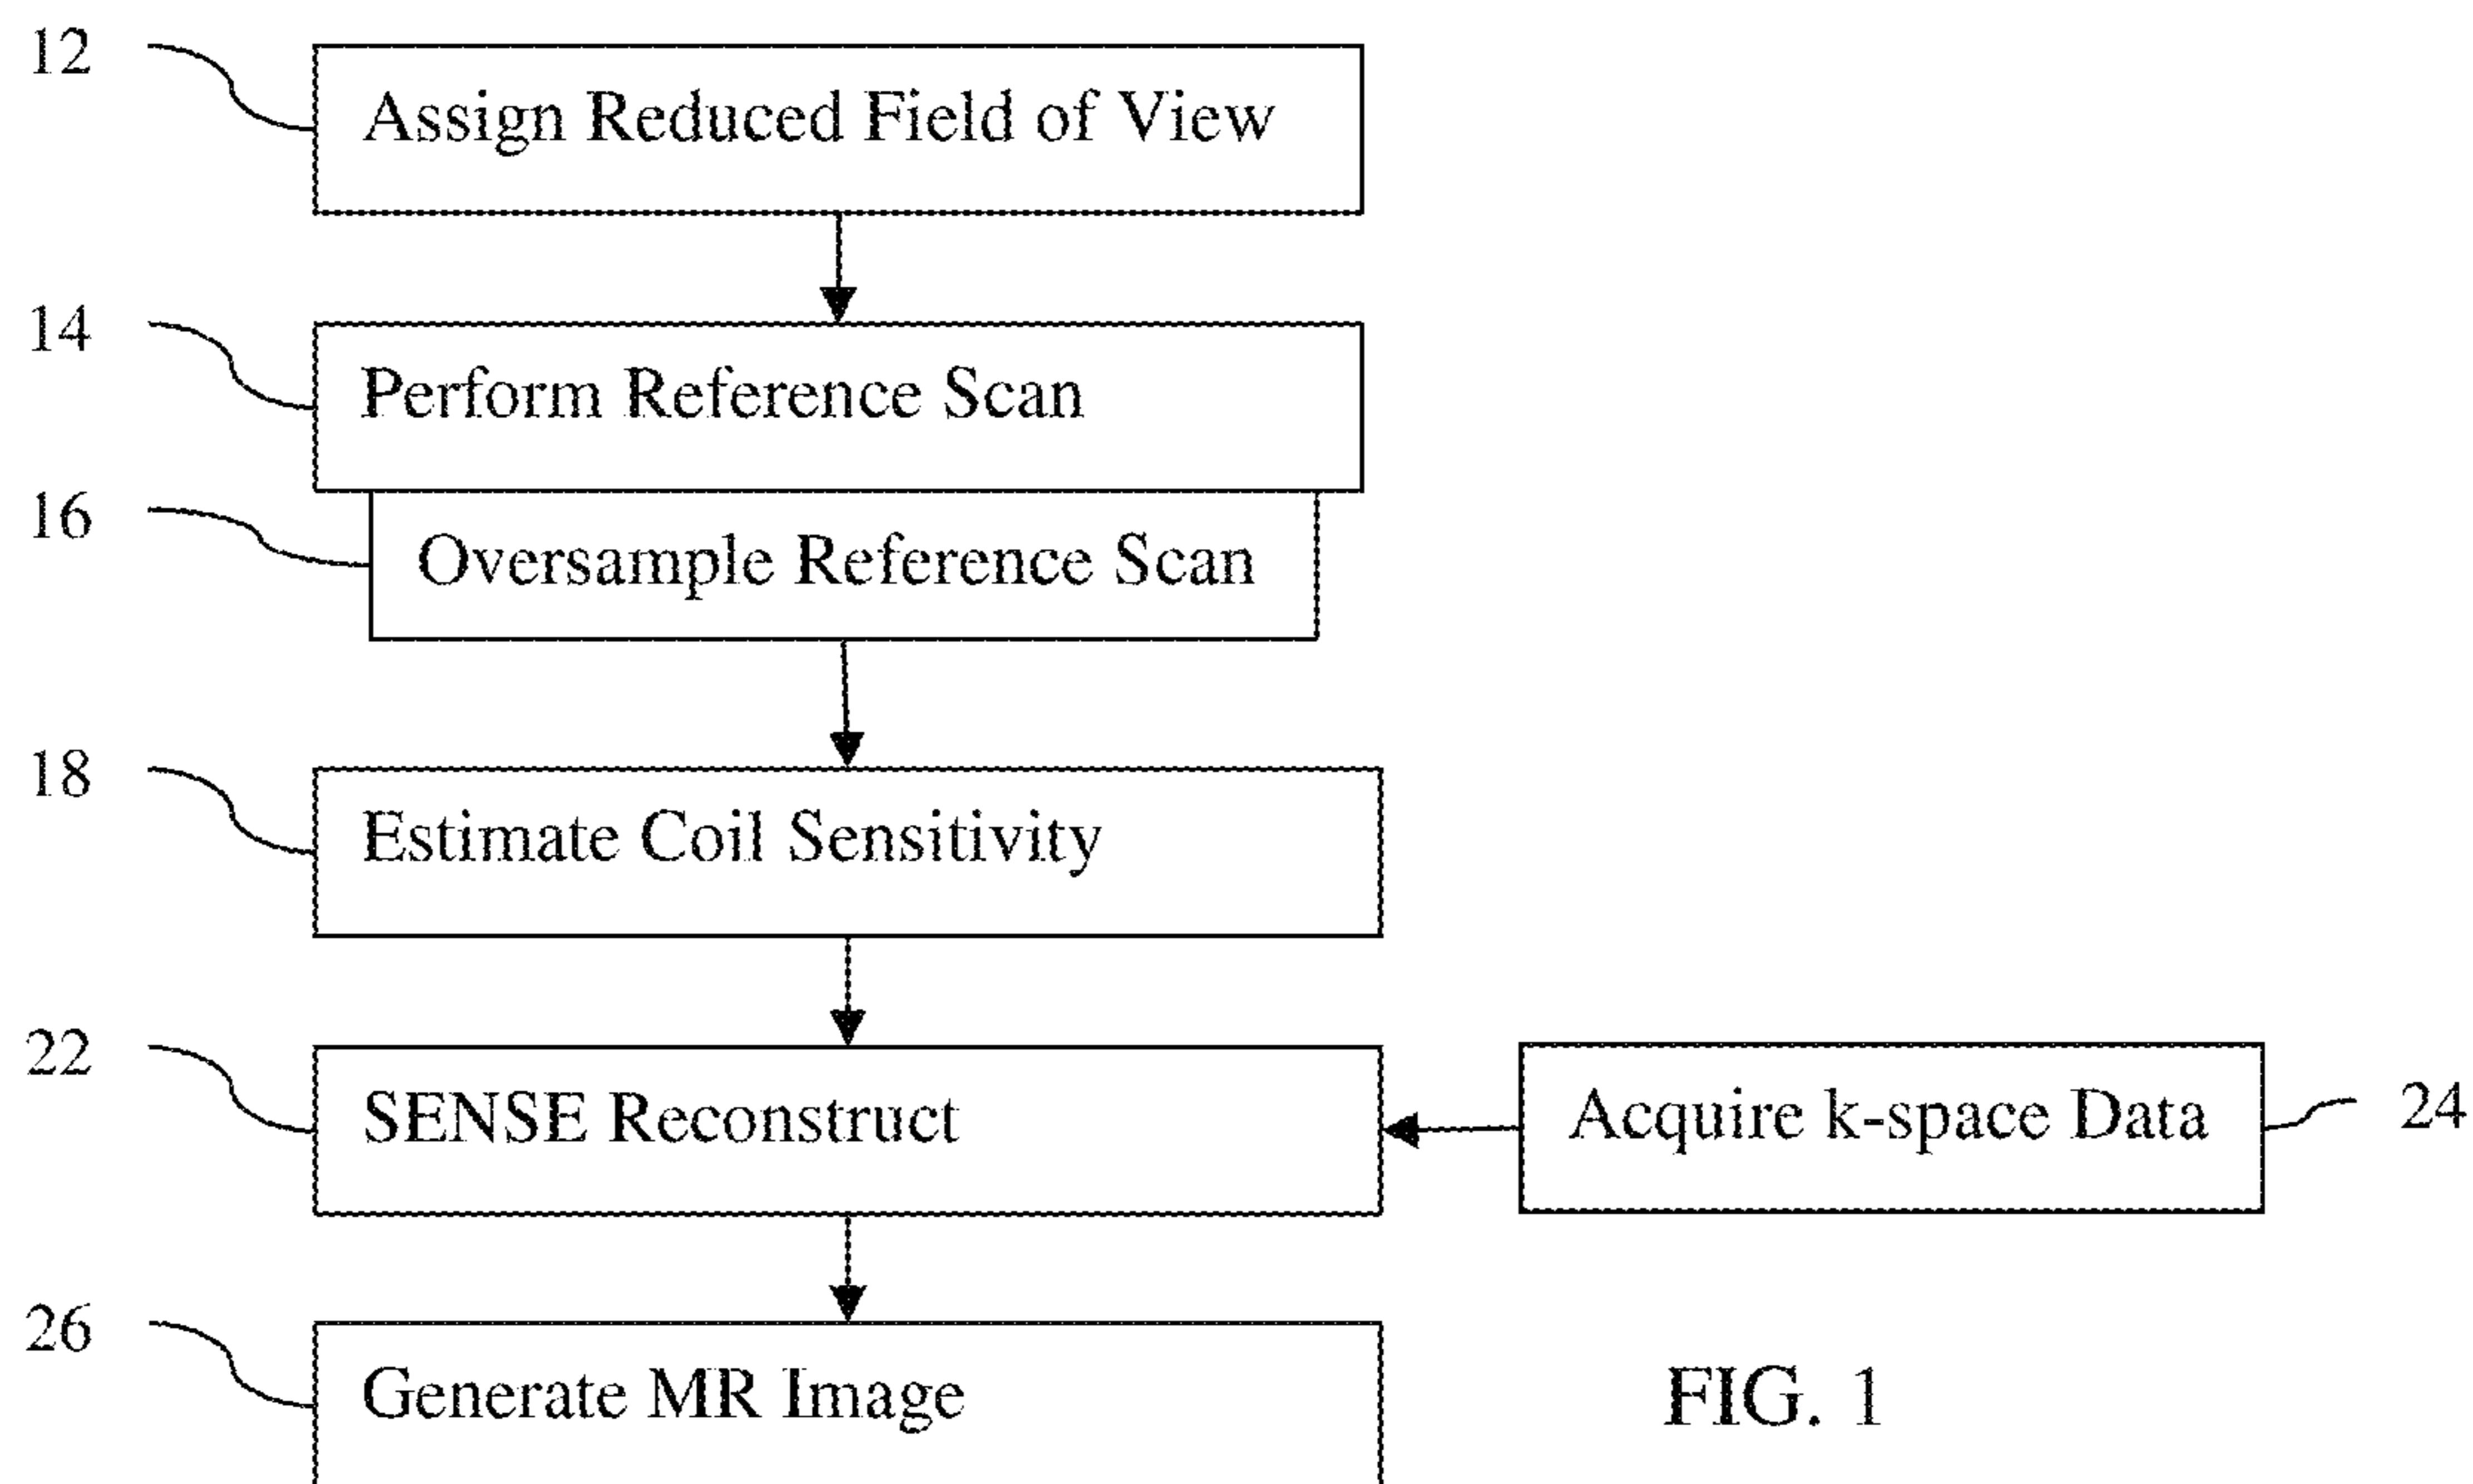 12
Assign Reduced Field of View
14
Perform Reference Scan
16
Oversample Reference Scan
18
Estimate Coil Sensitivity
22
SENSE Reconstruct
Acquire k-space Data
24
26
Generate MR Image
FIG. 1